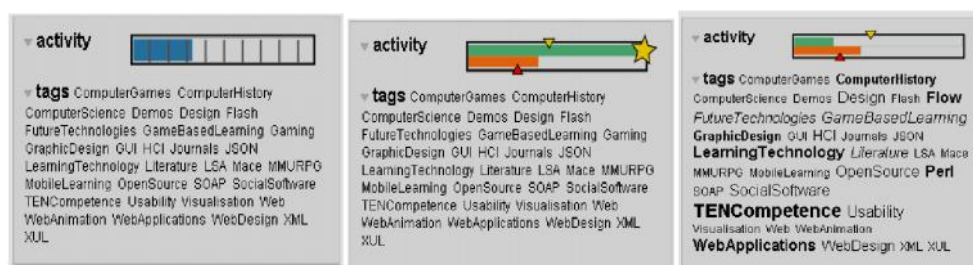 activity
tags ComputerGames ComputerHistory
ComputerScience Demos Design Flash
FutureTechnologies GameBasedLearning Gaming
GraphicDesign GUI HCI Journals JSON
LearningTechnology Literature LSA Mace MMURPG
MobileLearning OpenSource SOAP SocialSoftware
TENCompetence Usability Visualisation Web
WebAnimation WebApplications WebDesign XML
XUL
activity
tags ComputerGames ComputerHistory
ComputerScience Demos Design Flash
FutureTechnologies GameBasedLearning Gaming
GraphicDesign GUI HCI Journals JSON
LearningTechnology Literature LSA Mace MMURPG
MobileLearning OpenSource SOAP SocialSoftware
TENCompetence Usability Visualisation Web
WebAnimation WebApplications WebDesign XML
XUL
activity
tags ComputerGames ComputerHistory
ComputerScience Demos Design Flash Flow
FutureTechnologies GameBasedLearning
GraphicDesign GUI HCI Journals JSON
LearningTechnology Literature LSA Mace
MMURPG MobileLearning OpenSource Perl
SOAP SocialSoftware
TENCompetence Usability
Visualisation Web WebAnimation
WebApplications WebDesign XML XUL